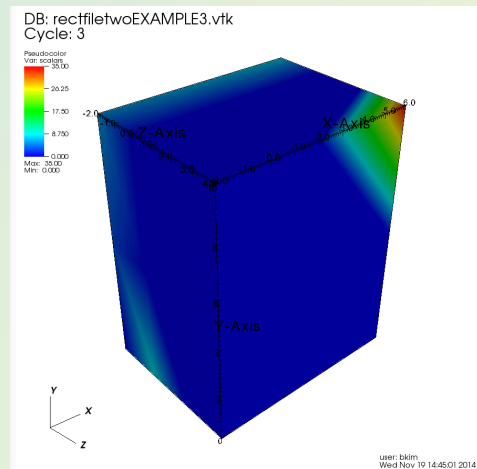 DB: rectfiletwoEXAMPLE3.vtk
Cycle: 3
Pseudocolor
Var: scalars
35.00
26.25
17.50
8.750
0.000
Max: 35.00
Min: 0.000
-2.0
Z-Axis
X-Axis
6.0
Y-Axis
0
Y
X
Z
user: bkim
Wed Nov 19 14:45:01 2014